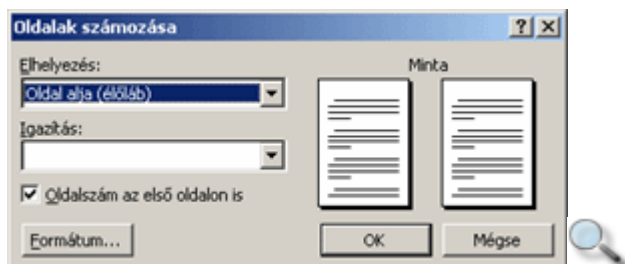 Oldalak számozása
Elhelyezés:
Oldal alja (élőláb)
Igazítás:
Oldalszám az első oldalon is
Formátum...
Minta
OK
Mégse